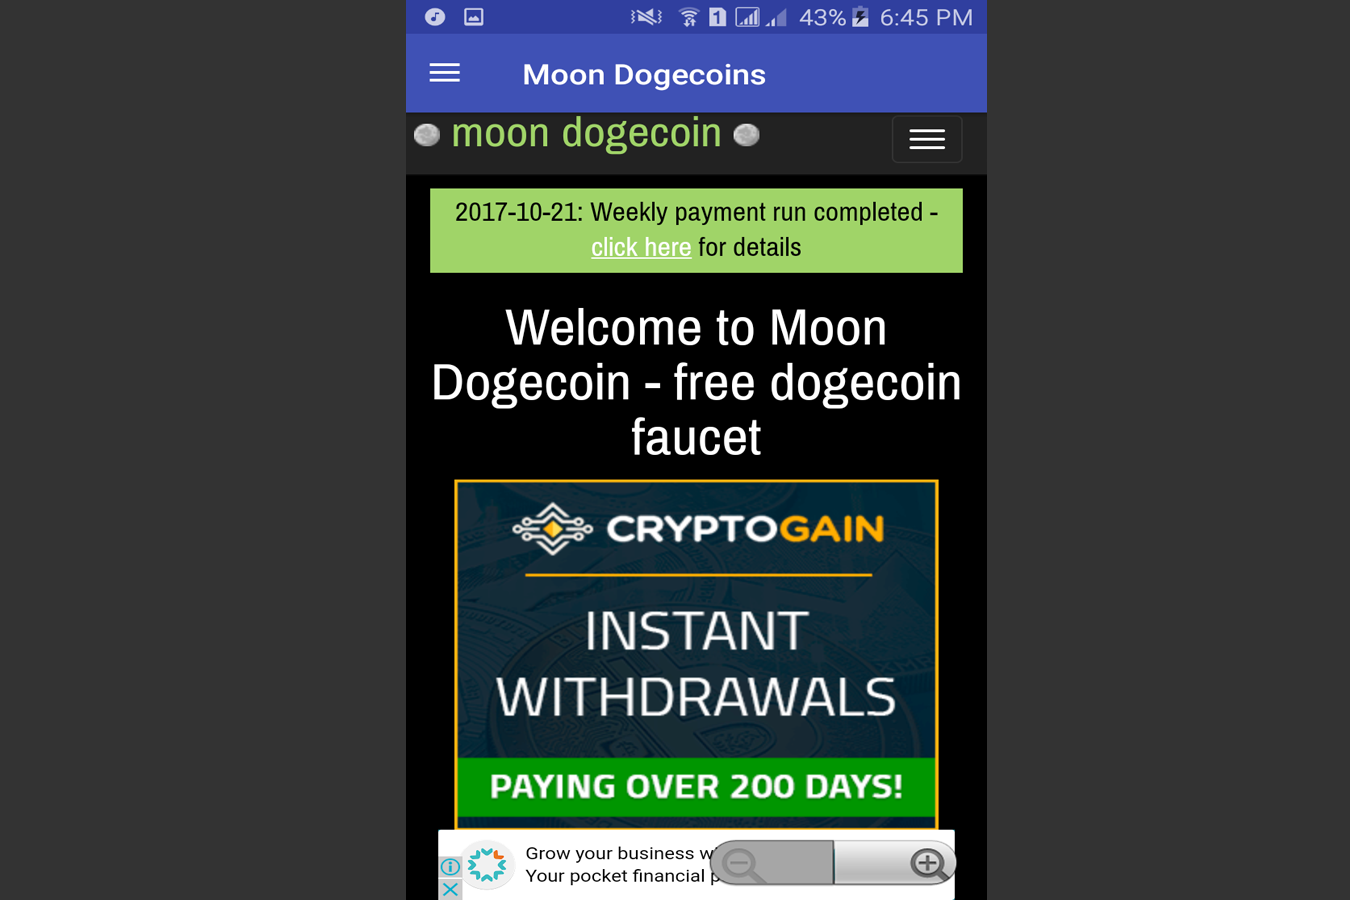 1 43% 6:45 PM
Moon Dogecoins
moon dogecoin
2017-10-21: Weekly payment run completed -
click here for details
Welcome to Moon
Dogecoin - free dogecoin
faucet
CRYPTOGAIN
INSTANT
WITHDRAWALS
PAYING OVER 200 DAYS!
Grow your business
Your pocket financial